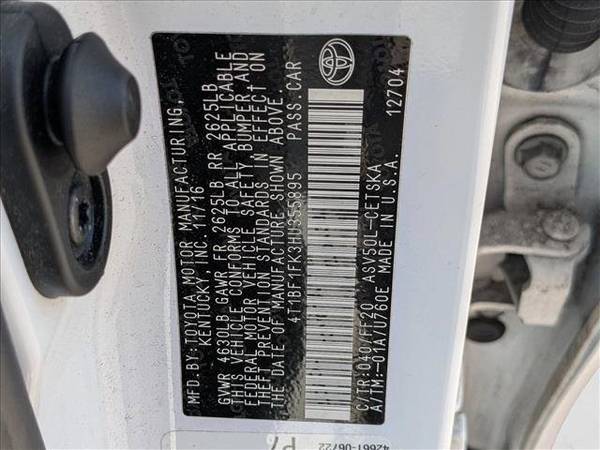 MFD.BY:TOYOTA MOTOR MANUFACTURING,
KENTUCKY INC. 11/16
GVWR 4630LB GAWR FR 2625LB RR 2625LB
THIS VEHICLE CONFORMS TO ALL APPLICABLE
FEDERAL MOTOR VEHICLE SAFETY, BUMPER, AND
THEFT PREVENTION STANDARDS IN EFFECT ON
THE DATE OF MANUFACTURE SHOWN ABOVE.
4T1BF1FK3HU355895 PASS.CAR
C/TR:040/FF20 ASV50L-CETSKA
A/TM:-01A/U760E MADE IN U.S.A. 12704
42661-06722